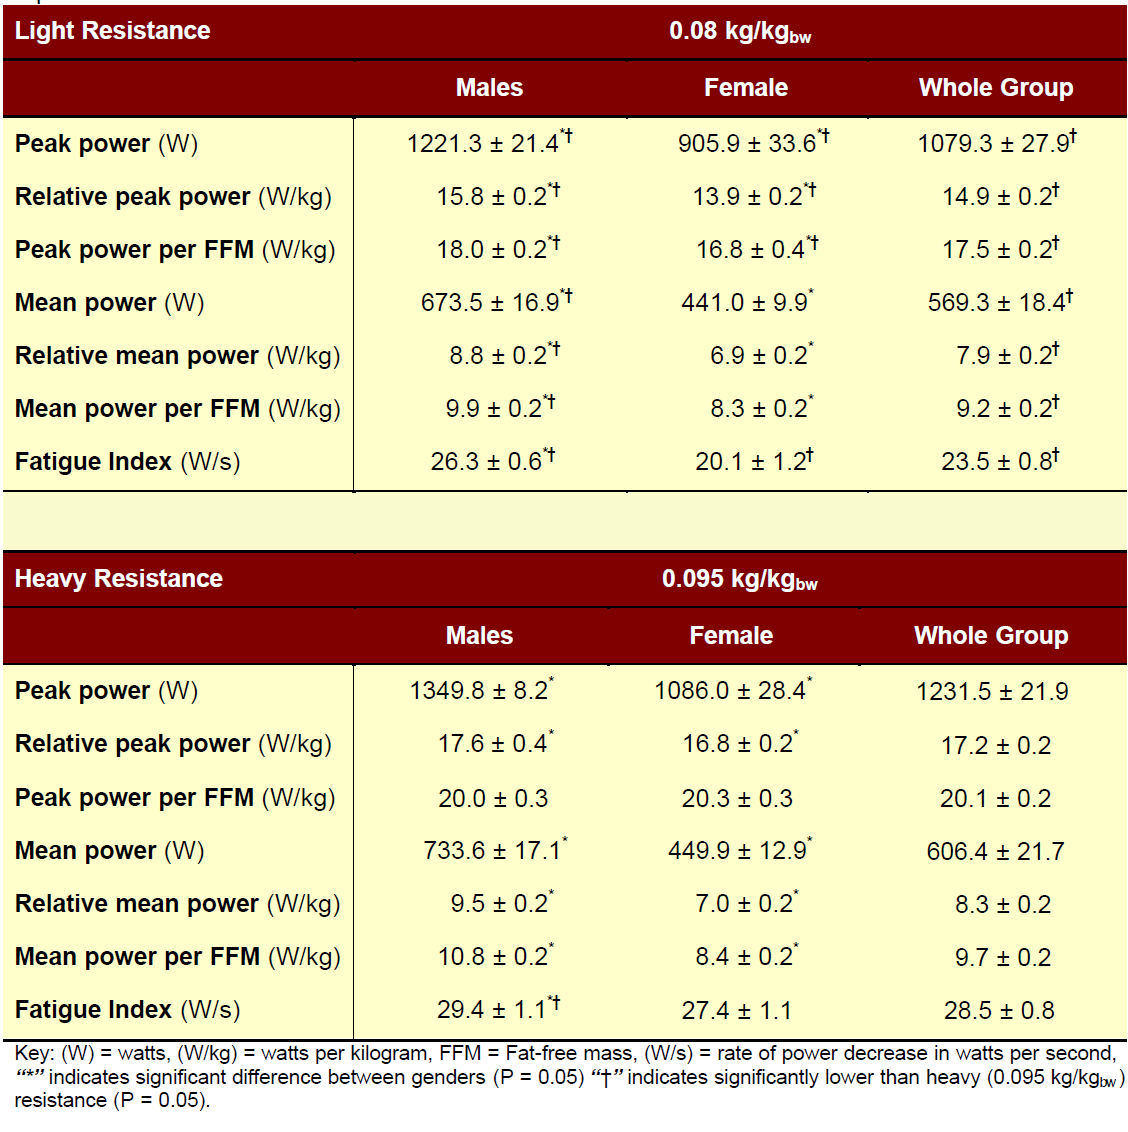 Light Resistance 0.08 kg/kgbw
Males Female Whole Group
Peak power (W) 1221.3 ± 21.4*† 905.9 ± 33.6*† 1079.3 ± 27.9†
Relative peak power (W/kg) 15.8 ± 0.2*† 13.9 ± 0.2*† 14.9 ± 0.2†
Peak power per FFM (W/kg) 18.0 ± 0.2*† 16.8 ± 0.4*† 17.5 ± 0.2†
Mean power (W) 673.5 ± 16.9*† 441.0 ± 9.9* 569.3 ± 18.4†
Relative mean power (W/kg) 8.8 ± 0.2*† 6.9 ± 0.2* 7.9 ± 0.2†
Mean power per FFM (W/kg) 9.9 ± 0.2*† 8.3 ± 0.2* 9.2 ± 0.2†
Fatigue Index (W/s) 26.3 ± 0.6*† 20.1 ± 1.2† 23.5 ± 0.8†
Heavy Resistance 0.095 kg/kgbw
Males Female Whole Group
Peak power (W) 1349.8 ± 8.2* 1086.0 ± 28.4* 1231.5 ± 21.9
Relative peak power (W/kg) 17.6 ± 0.4* 16.8 ± 0.2* 17.2 ± 0.2
Peak power per FFM (W/kg) 20.0 ± 0.3 20.3 ± 0.3 20.1 ± 0.2
Mean power (W) 733.6 ± 17.1* 449.9 ± 12.9* 606.4 ± 21.7
Relative mean power (W/kg) 9.5 ± 0.2* 7.0 ± 0.2* 8.3 ± 0.2
Mean power per FFM (W/kg) 10.8 ± 0.2* 8.4 ± 0.2* 9.7 ± 0.2
Fatigue Index (W/s) 29.4 ± 1.1*† 27.4 ± 1.1 28.5 ± 0.8
Key: (W) = watts, (W/kg) = watts per kilogram, FFM = Fat-free mass, (W/s) = rate of power decrease in watts per second,
“*” indicates significant difference between genders (P = 0.05) “†” indicates significantly lower than heavy (0.095 kg/kgbw)
resistance (P = 0.05).